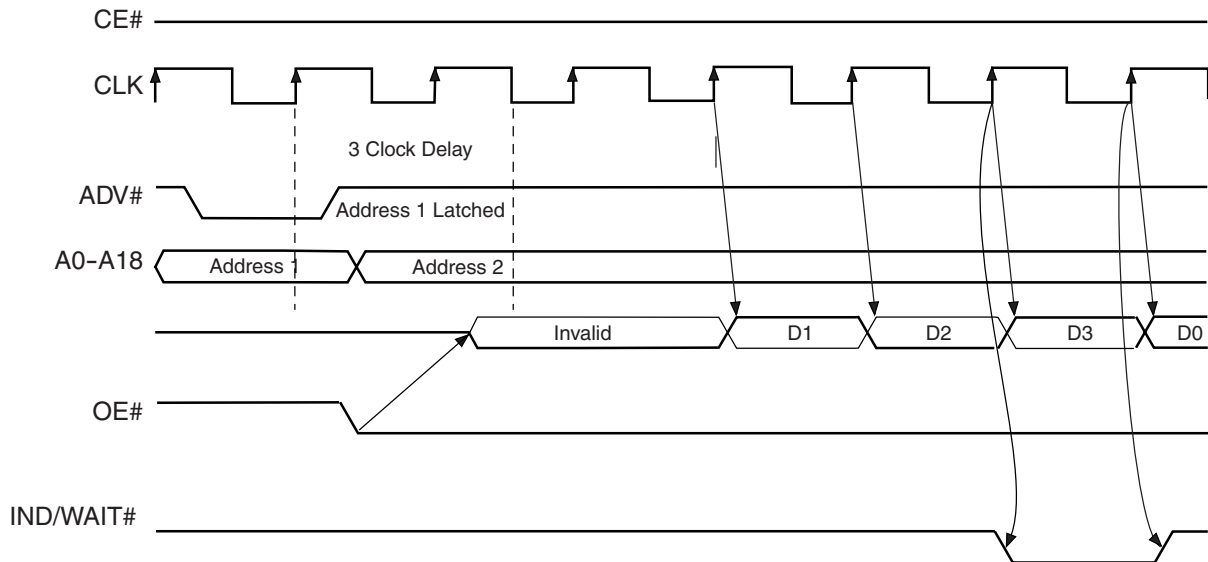 CE#
CLK
3 Clock Delay
ADV#
Address 1 Latched
A0-A18
Address 1
Address 2
Invalid
D1
D2
D3
D0
OE#
IND/WAIT#